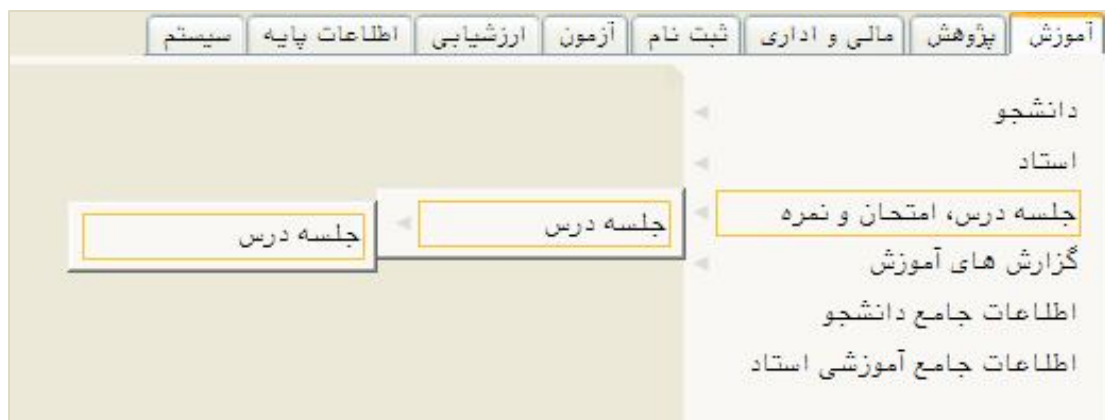 آموزش پژوهش مالی و اداری ثبت نام آزمون ارزشیابی اطلاعات پایه سیستم
دانشجو
استاد
جلسه درس، امتحان و نمره
جلسه درس
جلسه درس
گزارش های آموزش
اطلاعات جامع دانشجو
اطلاعات جامع آموزشی استاد